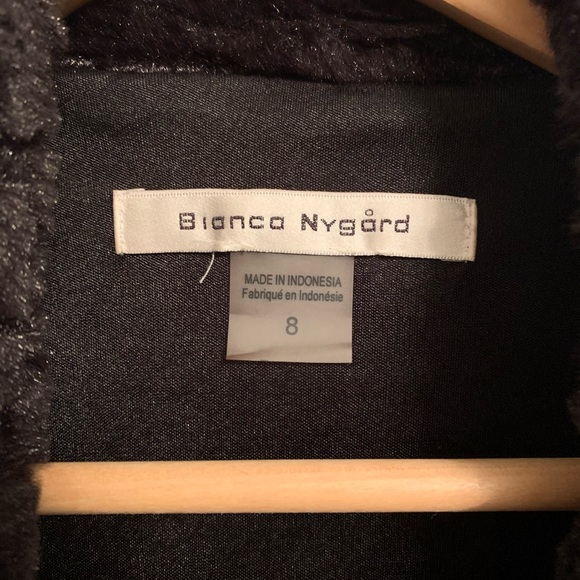 Bianca Nygård
MADE IN INDONESIA
Fabriqué en Indonésie
8